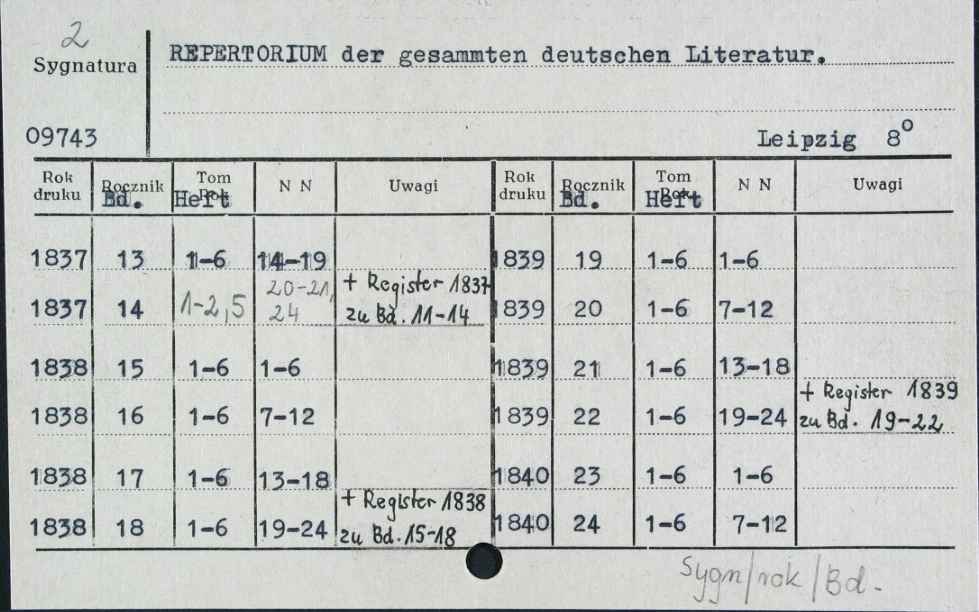 2
Sygnatura
REPERTORIUM der gesammten deutschen Literatur.
09743
Leipzig 8°
Rok druku | Rocznik Bd. | Tom Rok Heft | N N | Uwagi | Rok druku | Rocznik Bd. | Tom Rok Heft | N N | Uwagi
1837 | 13 | 1-6 | 14-19 | | 1839 | 19 | 1-6 | 1-6
1837 | 14 | 1-2,5 | 20-21, 24 | + Register 1837 zu Bd. 11-14 | 1839 | 20 | 1-6 | 7-12
1838 | 15 | 1-6 | 1-6 | | 1839 | 21 | 1-6 | 13-18
1838 | 16 | 1-6 | 7-12 | | 1839 | 22 | 1-6 | 19-24 | + Register 1839 zu Bd. 19-22
1838 | 17 | 1-6 | 13-18 | | 1840 | 23 | 1-6 | 1-6
1838 | 18 | 1-6 | 19-24 | + Register 1838 zu Bd. 15-18 | 1840 | 24 | 1-6 | 7-12
Sygn/rok/Bd.